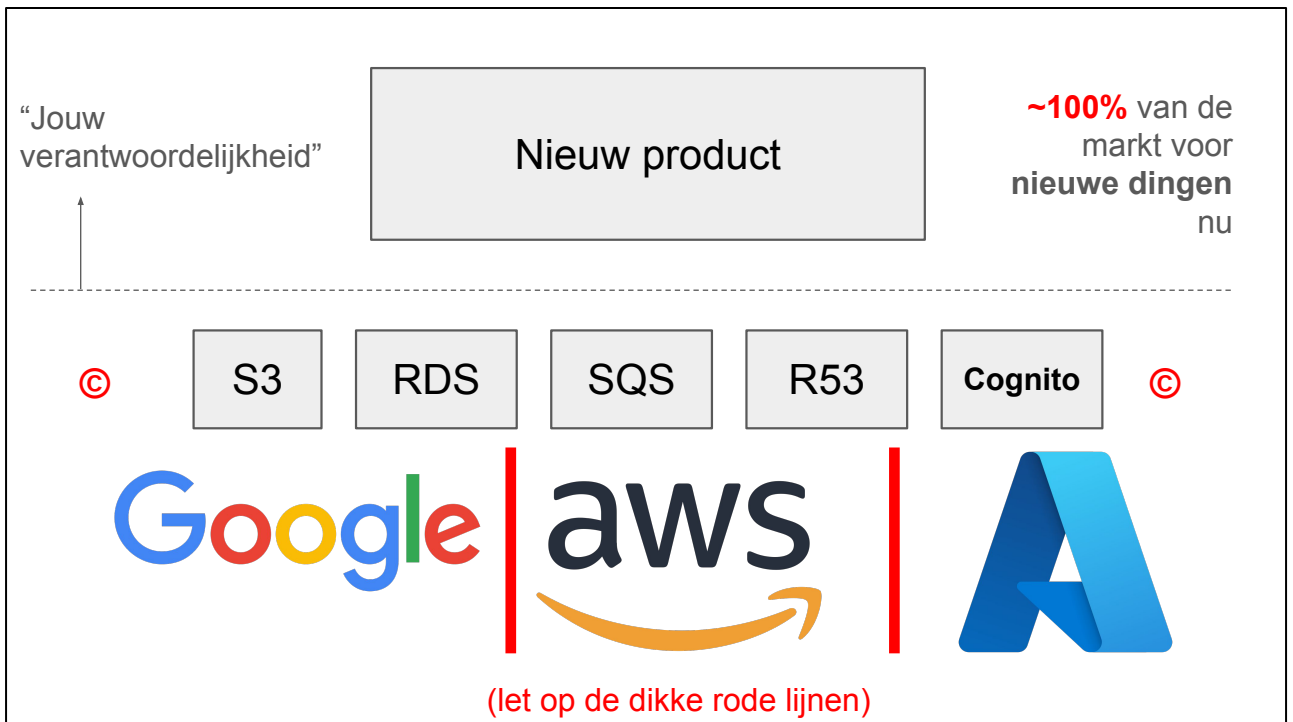 “Jouw
verantwoordelijkheid”
Nieuw product
~100% van de
markt voor
nieuwe dingen
nu
© S3 RDS SQS R53 Cognito ©
Google aws
(let op de dikke rode lijnen)